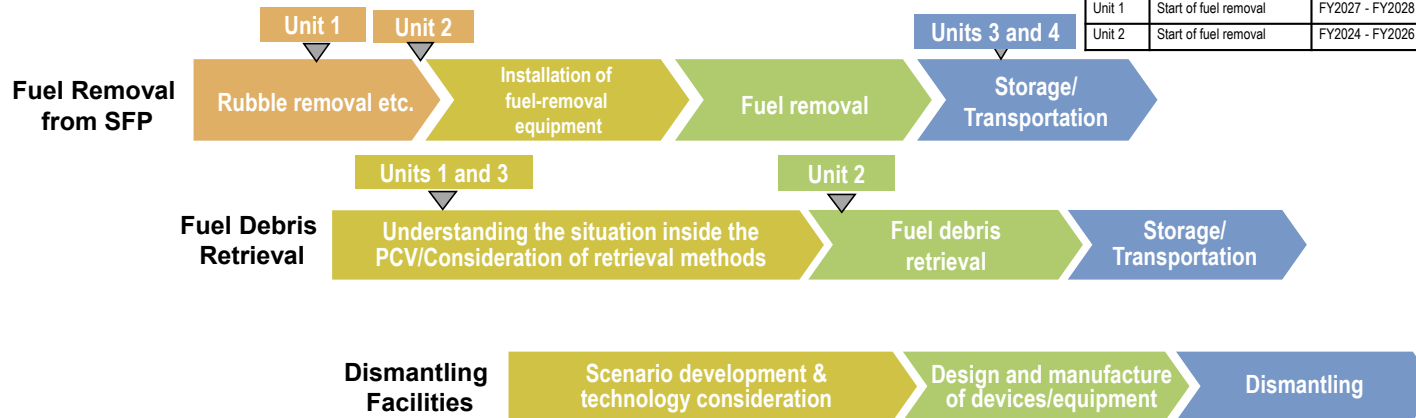 Unit 1 Start of fuel removal FY2027 - FY2028
Unit 2 Start of fuel removal FY2024 - FY2026
Unit 1
Unit 2
Units 3 and 4
Fuel Removal
from SFP
Rubble removal etc.
Installation of
fuel-removal
equipment
Fuel removal
Storage/
Transportation
Units 1 and 3
Unit 2
Fuel Debris
Retrieval
Understanding the situation inside the
PCV/Consideration of retrieval methods
Fuel debris
retrieval
Storage/
Transportation
Dismantling
Facilities
Scenario development &
technology consideration
Design and manufacture
of devices/equipment
Dismantling